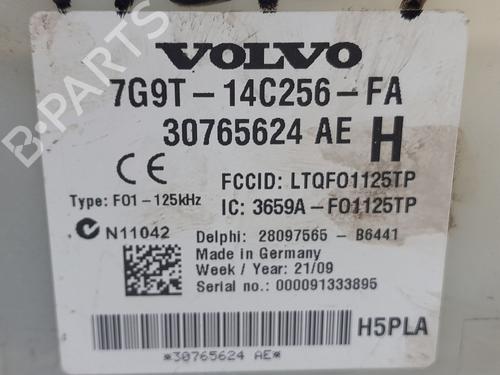 VOLVO
7G9T-14C256-FA
30765624 AE H
CE
FCCID: LTQFO1125TP
Type: FO1-125kHz
IC: 3659A-FO1125TP
N11042
Delphi: 28097565 - B6441
Made in Germany
Week / Year: 21/09
Serial no.: 000091333895
H5PLA
*30765624 AE*
B-PARTS